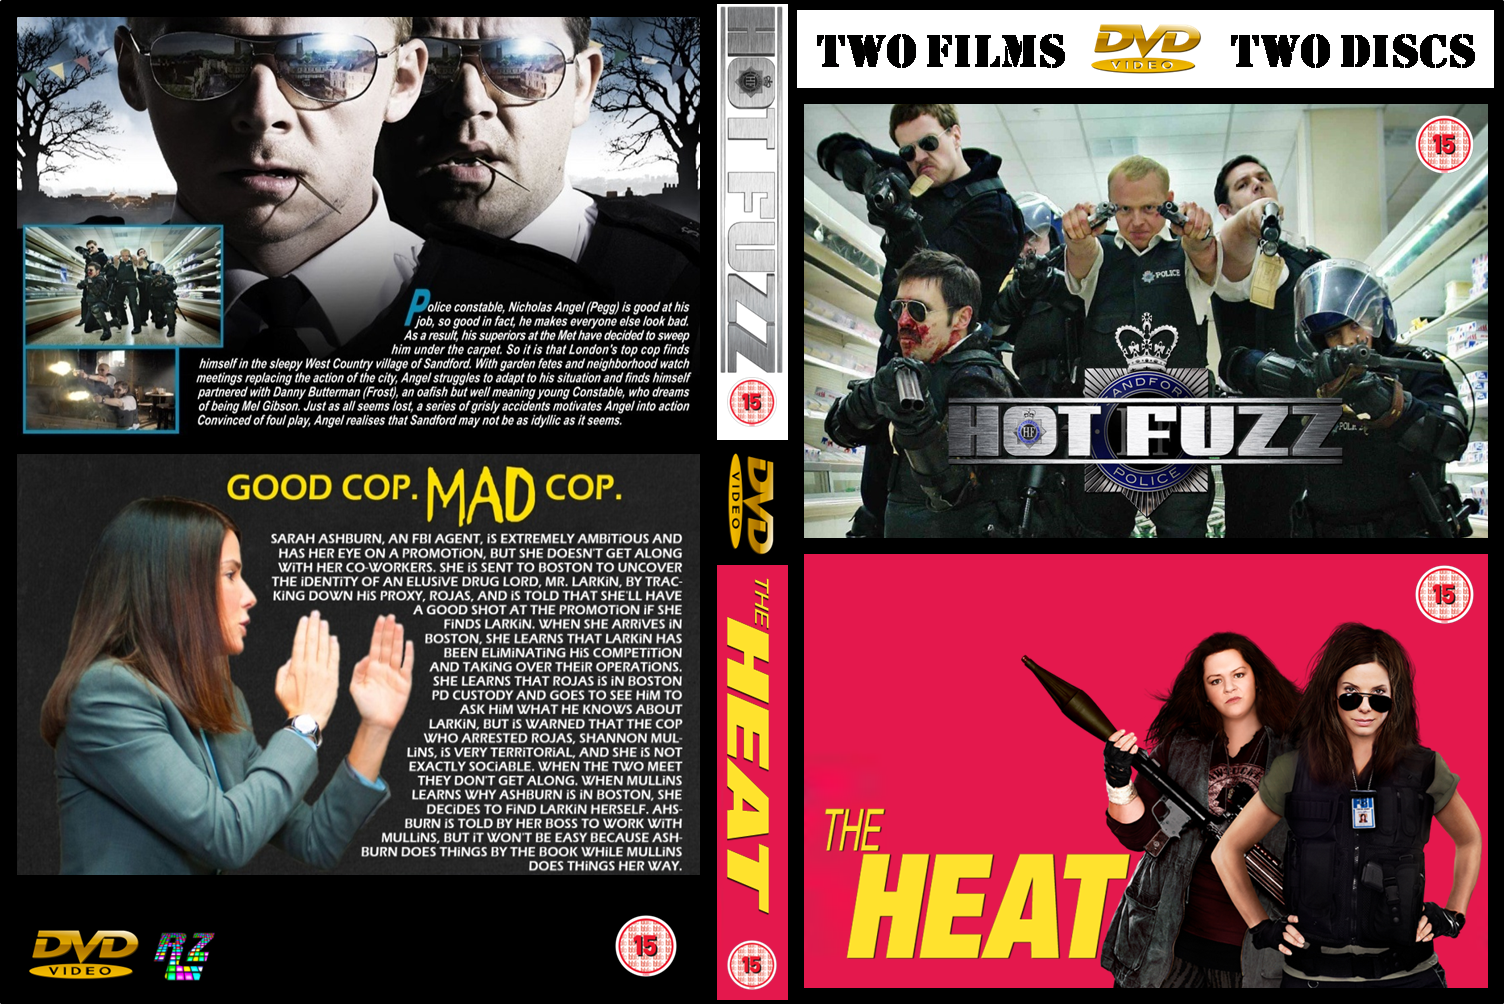 Police constable, Nicholas Angel (Pegg) is good at his
job, so good in fact, he makes everyone else look bad.
As a result, his superiors at the Met have decided to sweep
him under the carpet. So it is that London's top cop finds
himself in the sleepy West Country village of Sandford. With garden fetes and neighborhood watch
meetings replacing the action of the city, Angel struggles to adapt to his situation and finds himself
partnered with Danny Butterman (Frost), an oafish but well meaning young Constable, who dreams
of being Mel Gibson. Just as all seems lost, a series of grisly accidents motivates Angel into action
Convinced of foul play, Angel realises that Sandford may not be as idyllic as it seems.
GOOD COP. MAD COP.
SARAH ASHBURN, AN FBI AGENT, iS EXTREMELY AMBiTiOUS AND
HAS HER EYE ON A PROMOTiON, BUT SHE DOESN'T GET ALONG
WiTH HER CO-WORKERS. SHE iS SENT TO BOSTON TO UNCOVER
THE iDENTiTY OF AN ELUSiVE DRUG LORD, MR. LARKiN, BY TRAC-
KiNG DOWN HiS PROXY, ROJAS, AND iS TOLD THAT SHE'LL HAVE
A GOOD SHOT AT THE PROMOTiON iF SHE
FiNDS LARKiN. WHEN SHE ARRiVES iN
BOSTON, SHE LEARNS THAT LARKiN HAS
BEEN ELiMiNATiNG HiS COMPETiTiON
AND TAKiNG OVER THEiR OPERATiONS.
SHE LEARNS THAT ROJAS iS iN BOSTON
PD CUSTODY AND GOES TO SEE HiM TO
ASK HiM WHAT HE KNOWS ABOUT
LARKiN, BUT iS WARNED THAT THE COP
WHO ARRESTED ROJAS, SHANNON MUL-
LiNS, iS VERY TERRiTORiAL, AND SHE iS NOT
EXACTLY SOCiABLE. WHEN THE TWO MEET
THEY DON'T GET ALONG. WHEN MULLiNS
LEARNS WHY ASHBURN iS iN BOSTON, SHE
DECiDES TO FiND LARKiN HERSELF. AHS-
BURN iS TOLD BY HER BOSS TO WORK WiTH
MULLiNS, BUT iT WON'T BE EASY BECAUSE ASH-
BURN DOES THiNGS BY THE BOOK WHiLE MULLiNS
DOES THiNGS HER WAY.
DVD
VIDEO
RZ
15
HOT FUZZ
15
DVD
VIDEO
THE
HEAT
15
TWO FILMS
DVD
VIDEO
TWO DISCS
15
POLICE
HOT FUZZ
POLICE
15
FBI
THE
HEAT